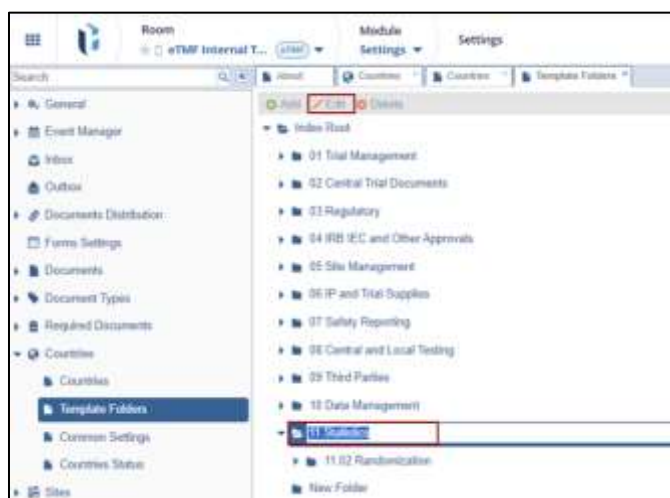 Room
Module
eTMF Internal T...
eTMF
Settings
Settings
Search
About
Countries
Countries
Template Folders
General
Event Manager
Inbox
Outbox
Documents Distribution
Forms Settings
Documents
Document Types
Required Documents
Countries
Countries
Template Folders
Common Settings
Countries Status
Sites
Add
Edit
Delete
Index Root
01 Trial Management
02 Central Trial Documents
03 Regulatory
04 IRB IEC and Other Approvals
05 Site Management
06 IP and Trial Supplies
07 Safety Reporting
08 Central and Local Testing
09 Third Parties
10 Data Management
11 Statistics
11.02 Randomization
New Folder